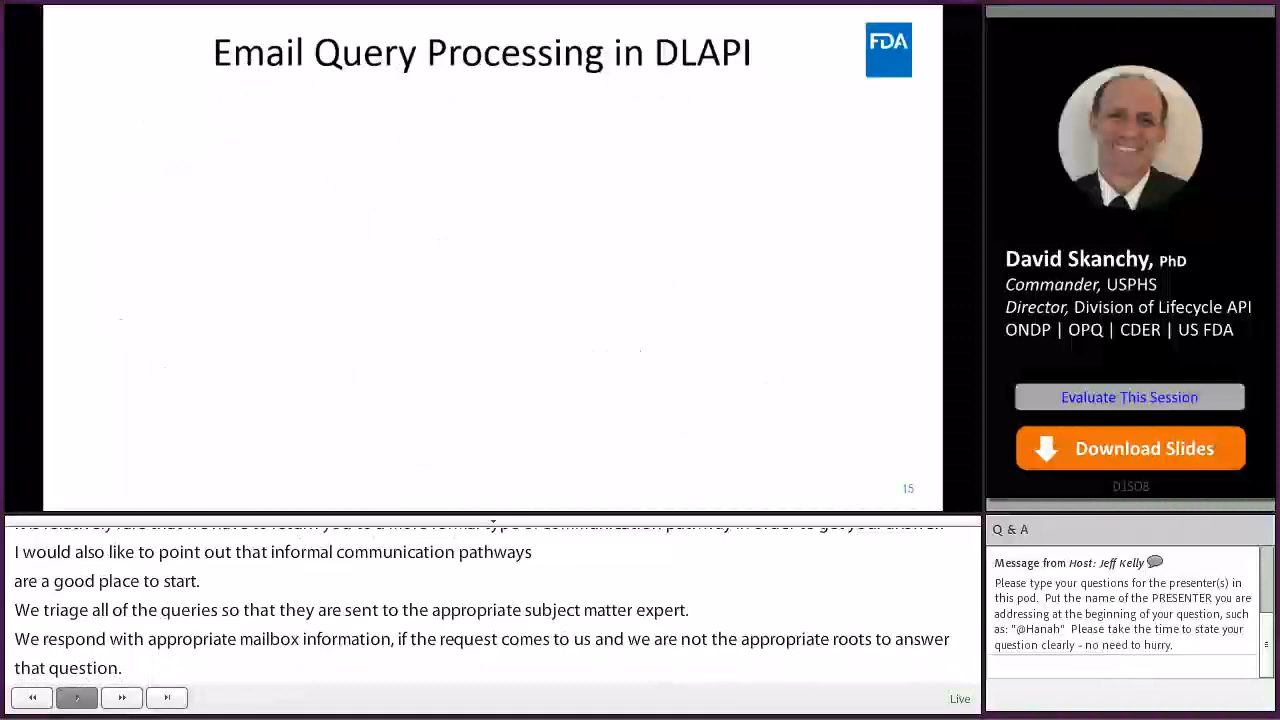 Email Query Processing in DLAPI
FDA
15
David Skanchy, PhD
Commander, USPHS
Director, Division of Lifecycle API
ONDP | OPQ | CDER | US FDA
Evaluate This Session
Download Slides
D1S08
I would also like to point out that informal communication pathways
are a good place to start.
We triage all of the queries so that they are sent to the appropriate subject matter expert.
We respond with appropriate mailbox information, if the request comes to us and we are not the appropriate roots to answer
that question.
Live
Q & A
Message from Host: Jeff Kelly
Please type your questions for the presenter(s) in
this pod. Put the name of the PRESENTER you are
addressing at the beginning of your question, such
as: "@Hanah" Please take the time to state your
question clearly - no need to hurry.